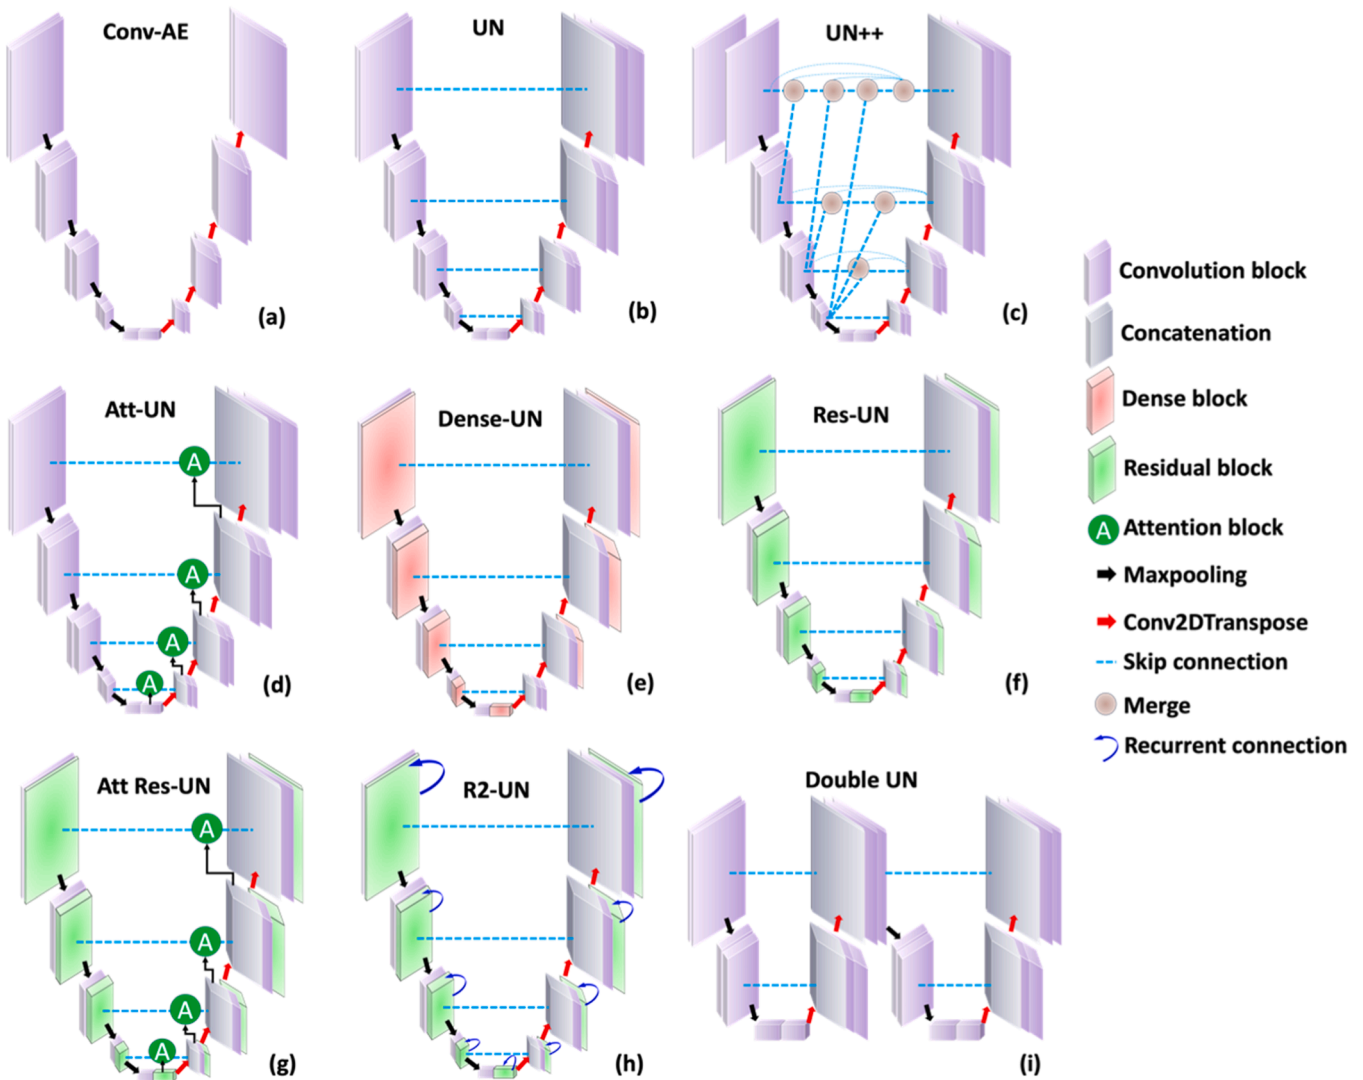 Conv-AE
UN
UN++
(a)
(b)
(c)
Att-UN
Dense-UN
Res-UN
A
A
A
A
(d)
(e)
(f)
Att Res-UN
R2-UN
Double UN
A
A
A
A
(g)
(h)
(i)
Convolution block
Concatenation
Dense block
Residual block
A Attention block
Maxpooling
Conv2DTranspose
Skip connection
Merge
Recurrent connection